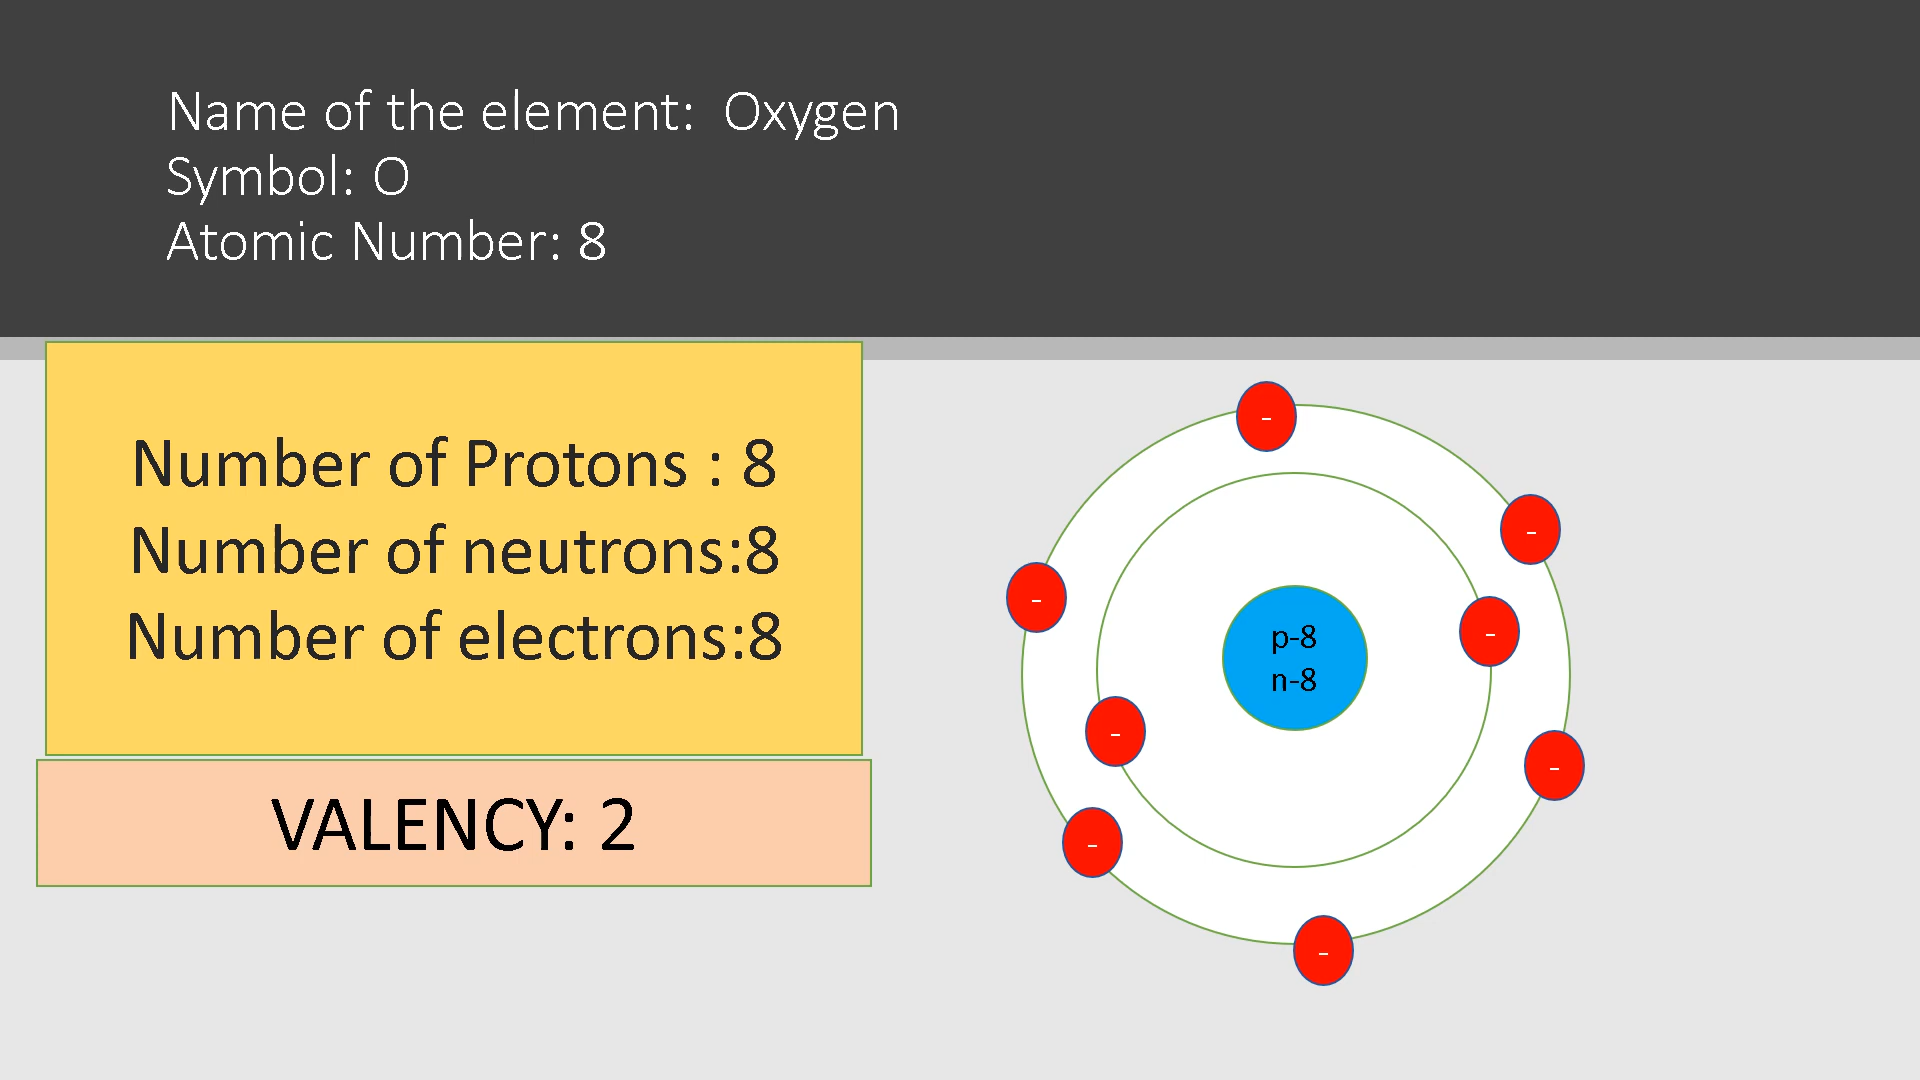 Name of the element:  Oxygen
Symbol: O
Atomic Number: 8
Number of Protons : 8
Number of neutrons:8
Number of electrons:8
VALENCY: 2
-
-
-
-
p-8
n-8
-
-
-
-